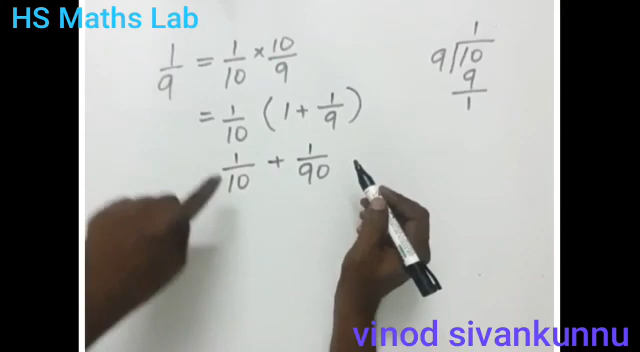 HS Maths Lab
1/9 = 1/10 × 10/9
= 1/10 (1 + 1/9)
1/10 + 1/90
1
9 10
9
1
vinod sivankunnu